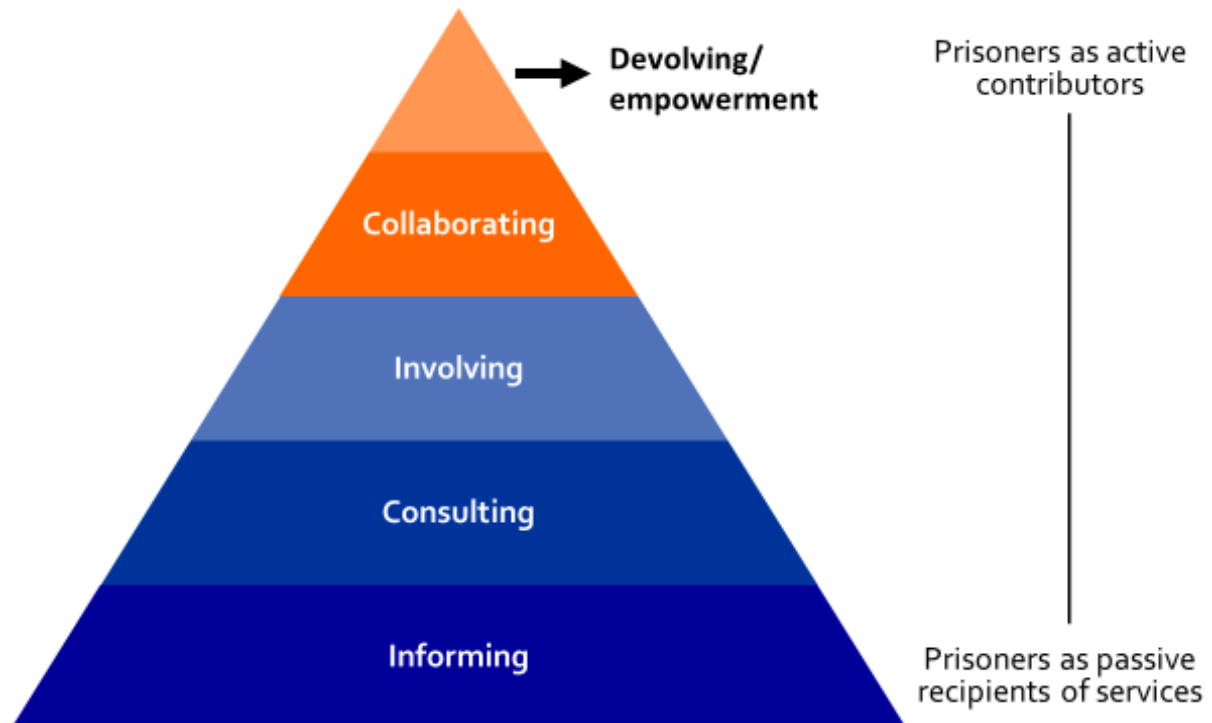 Devolving/
empowerment
Prisoners as active
contributors
Collaborating
Involving
Consulting
Informing
Prisoners as passive
recipients of services